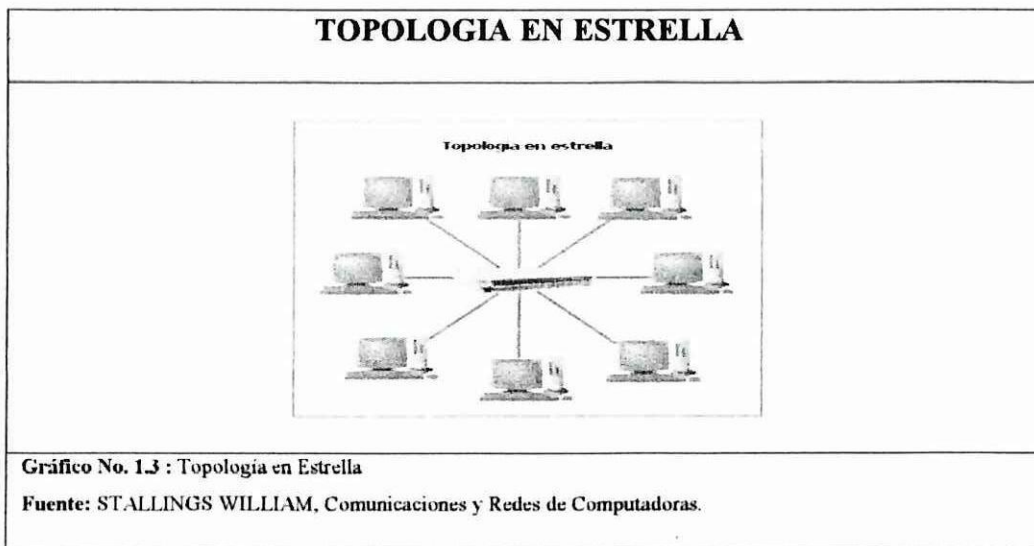 TOPOLOGIA EN ESTRELLA
Topologia en estrella
Gráfico No. 1.3 : Topología en Estrella
Fuente: STALLINGS WILLIAM, Comunicaciones y Redes de Computadoras.